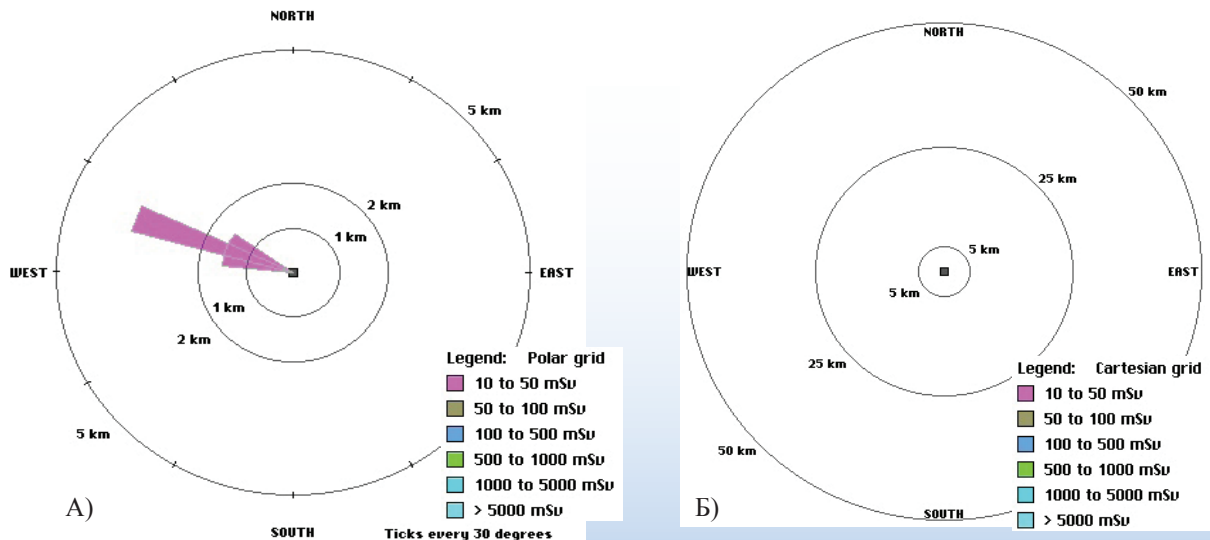 NORTH
5 km
2 km
1 km
WEST
EAST
1 km
2 km
5 km
Legend: Polar grid
10 to 50 mSv
50 to 100 mSv
100 to 500 mSv
500 to 1000 mSv
1000 to 5000 mSv
> 5000 mSv
А)
SOUTH
Ticks every 30 degrees
NORTH
50 km
25 km
5 km
WEST
EAST
5 km
25 km
50 km
Legend: Cartesian grid
10 to 50 mSv
50 to 100 mSv
100 to 500 mSv
500 to 1000 mSv
1000 to 5000 mSv
> 5000 mSv
Б)
SOUTH